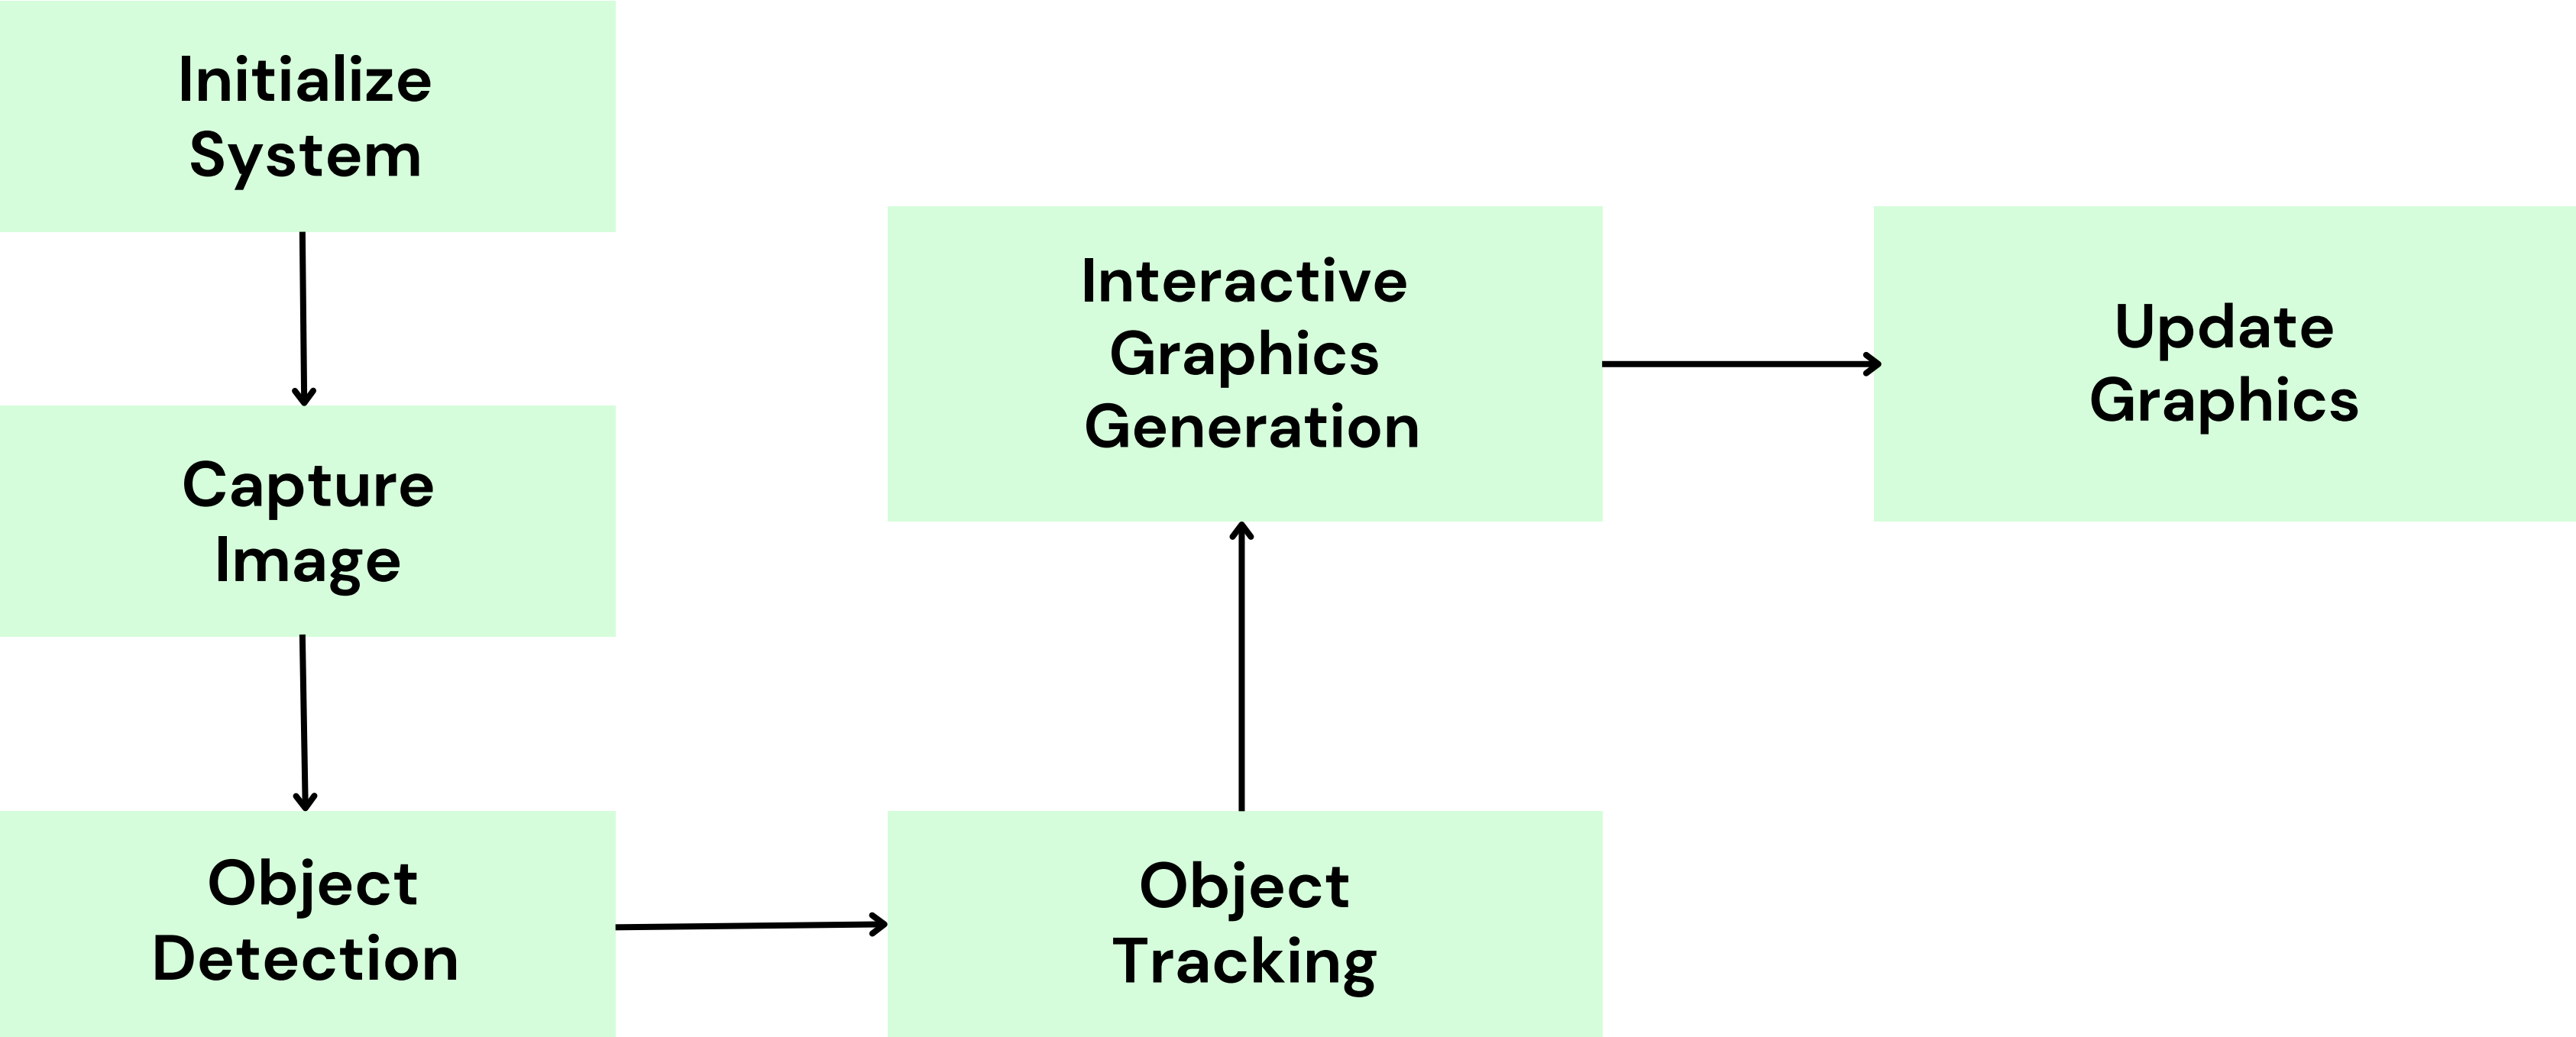 Initialize
System
Capture
Image
Object
Detection
Object
Tracking
Interactive
Graphics
Generation
Update
Graphics